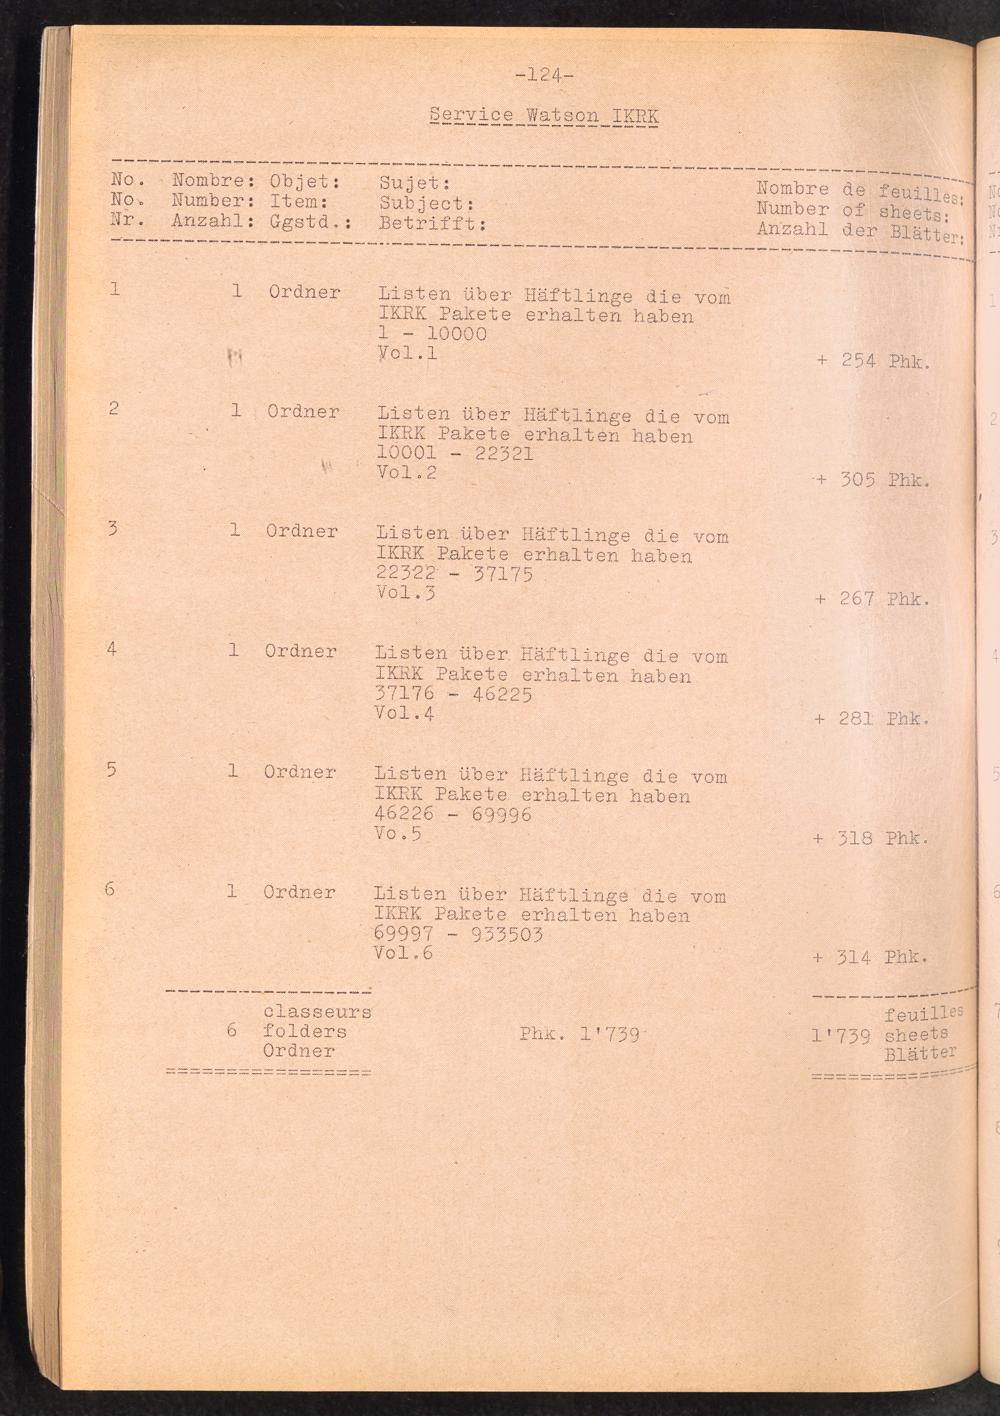 -124-
Service Watson IKRK
No. Nombre: Objet: Sujet: Nombre de feuilles:
No. Number: Item: Subject: Number of sheets:
Nr. Anzahl: Ggstd.: Betrifft: Anzahl der Blätter:
1 1 Ordner Listen über Häftlinge die vom
IKRK Pakete erhalten haben
1 - 10000
Vol.1 + 254 Phk.
2 1 Ordner Listen über Häftlinge die vom
IKRK Pakete erhalten haben
10001 - 22321
Vol.2 + 305 Phk.
3 1 Ordner Listen über Häftlinge die vom
IKRK Pakete erhalten haben
22322 - 37175
Vol.3 + 267 Phk.
4 1 Ordner Listen über Häftlinge die vom
IKRK Pakete erhalten haben
37176 - 46225
Vol.4 + 281 Phk.
5 1 Ordner Listen über Häftlinge die vom
IKRK Pakete erhalten haben
46226 - 69996
Vo.5 + 318 Phk.
6 1 Ordner Listen über Häftlinge die vom
IKRK Pakete erhalten haben
69997 - 933503
Vol.6 + 314 Phk.
classeurs feuilles
6 folders Phk. 1'739 1'739 sheets
Ordner Blätter